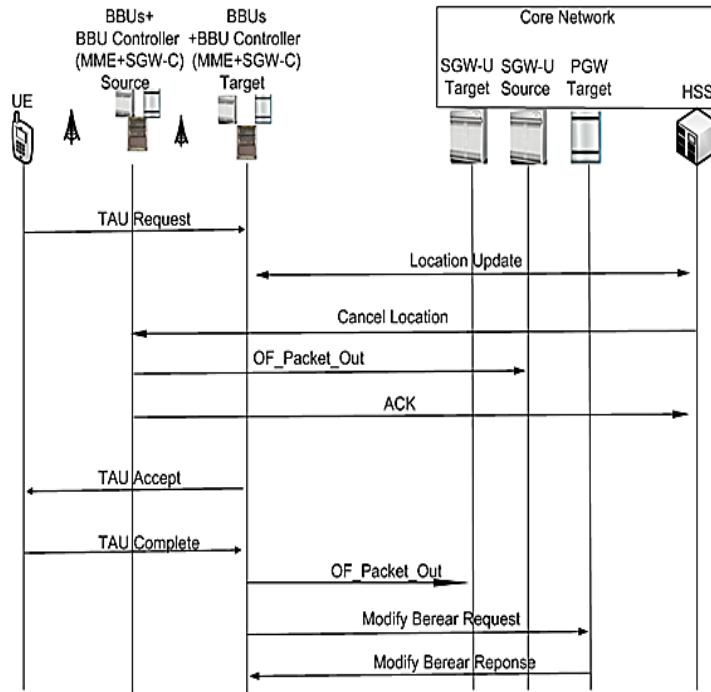 BBUs+
BBU Controller
(MME+SGW-C)
Source
BBUs
+BBU Controller
(MME+SGW-C)
Target
Core Network
SGW-U
Target
SGW-U
Source
PGW
Target
UE
HSS
TAU Request
Location Update
Cancel Location
OF_Packet_Out
ACK
TAU Accept
TAU Complete
OF_Packet_Out
Modify Berear Request
Modify Berear Reponse